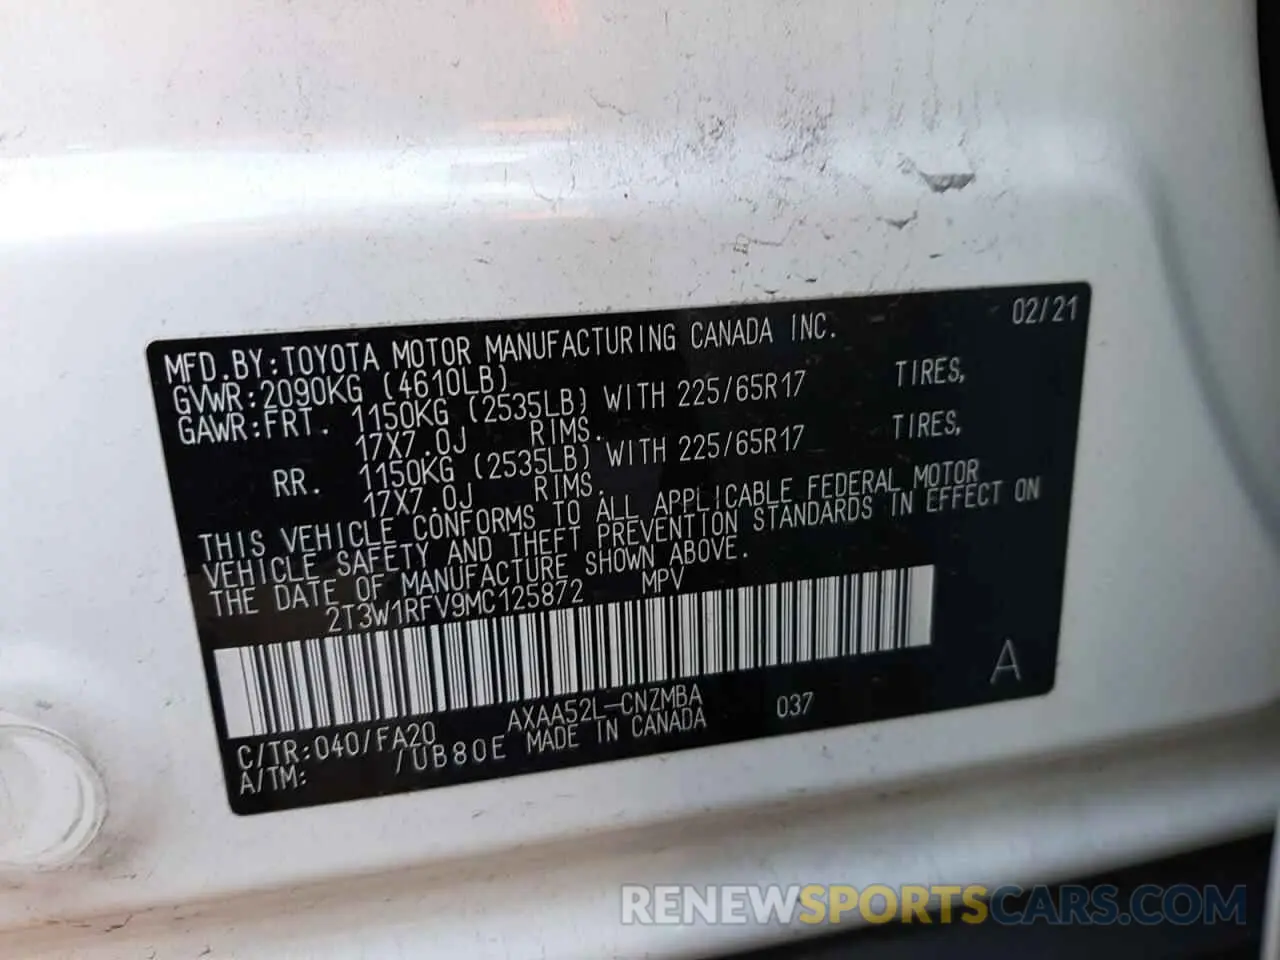 02/21
MFD.BY:TOYOTA MOTOR MANUFACTURING CANADA INC.
GVWR:2090KG (4610LB)
GAWR:FRT. 1150KG (2535LB) WITH 225/65R17 TIRES,
17X7.0J RIMS.
RR. 1150KG (2535LB) WITH 225/65R17 TIRES,
17X7.0J RIMS.
THIS VEHICLE CONFORMS TO ALL APPLICABLE FEDERAL MOTOR
VEHICLE SAFETY AND THEFT PREVENTION STANDARDS IN EFFECT ON
THE DATE OF MANUFACTURE SHOWN ABOVE.
2T3W1RFV9MC125872 MPV
A
C/TR:040/FA20 AXAA52L-CNZMBA 037
A/TM: /UB80E MADE IN CANADA
RENEWSPORTSCARS.COM